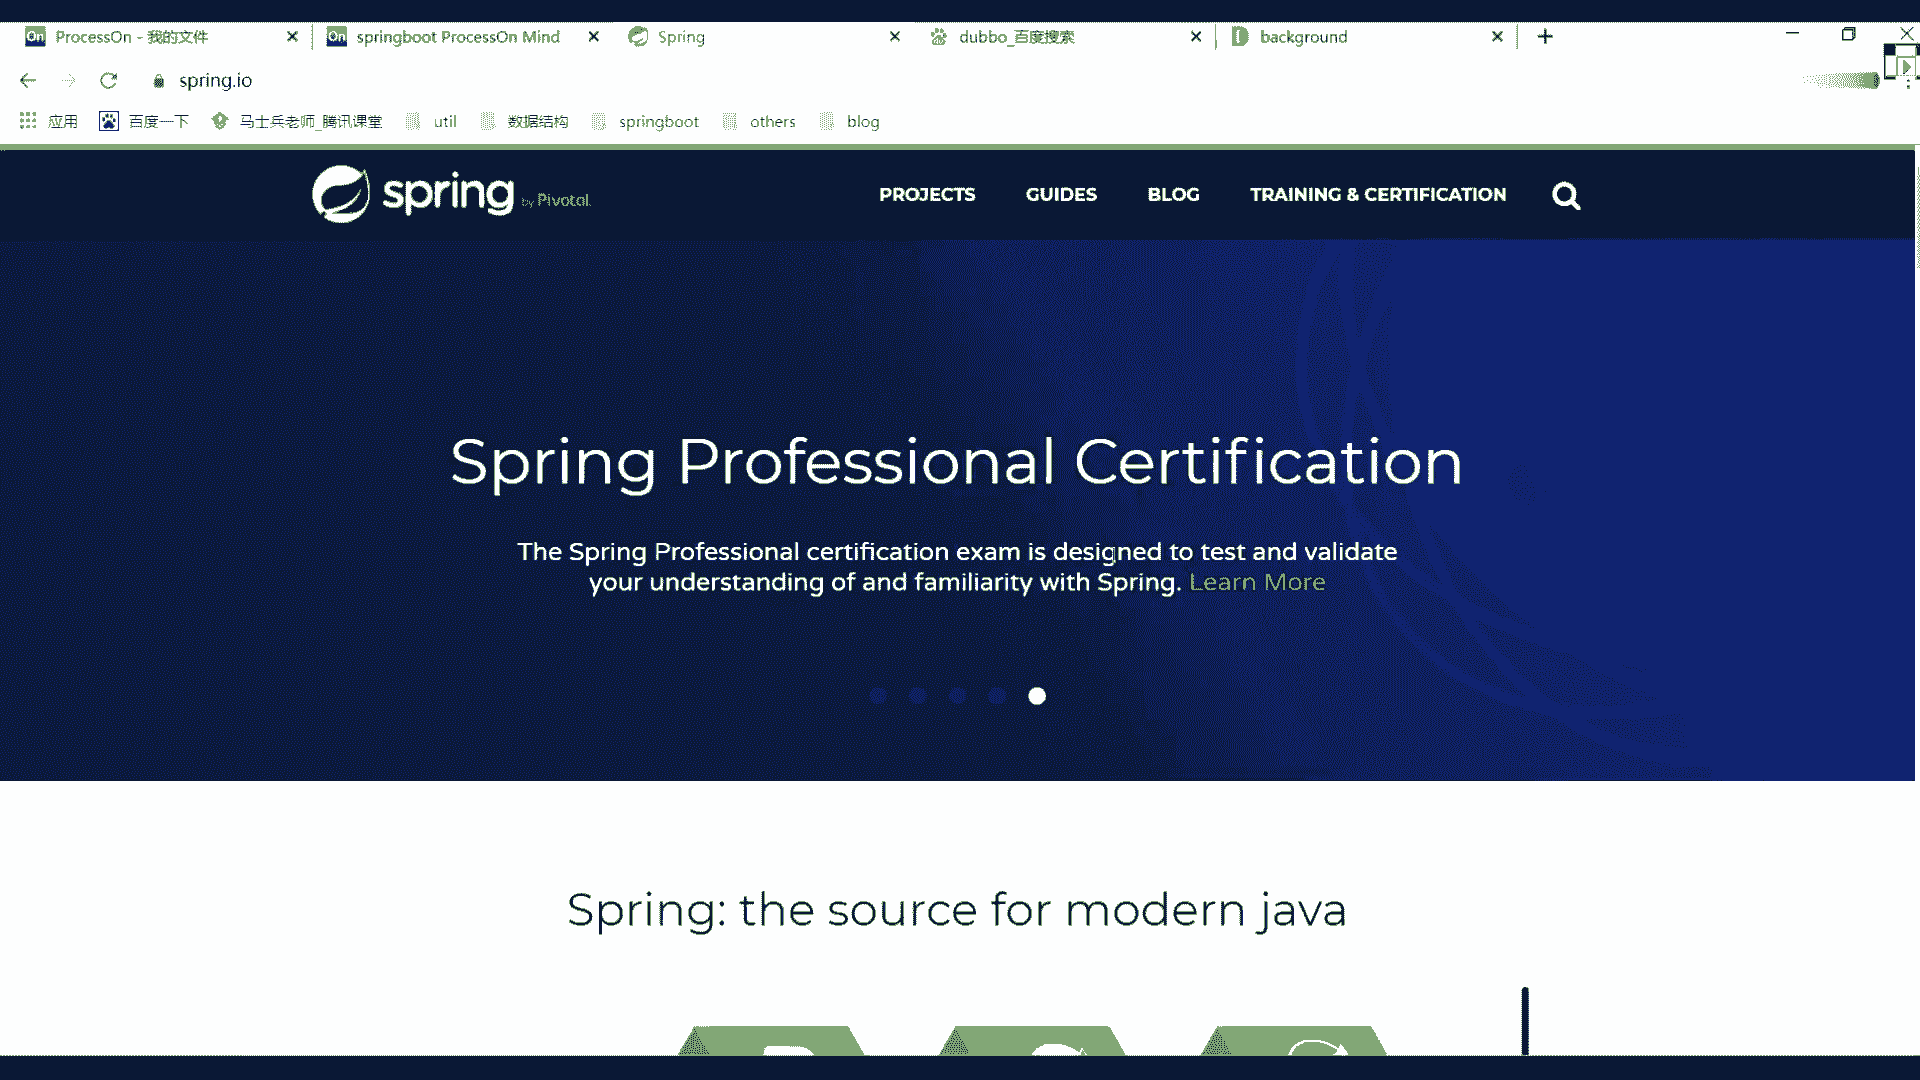 ProcessOn - 我的文件
springboot ProcessOn Mind
Spring
dubbo_百度搜索
background
spring.io
应用
百度一下
马士兵老师_腾讯课堂
util
数据结构
springboot
others
blog
spring by Pivotal.
PROJECTS
GUIDES
BLOG
TRAINING & CERTIFICATION
Spring Professional Certification
The Spring Professional certification exam is designed to test and validate
your understanding of and familiarity with Spring. Learn More
Spring: the source for modern java